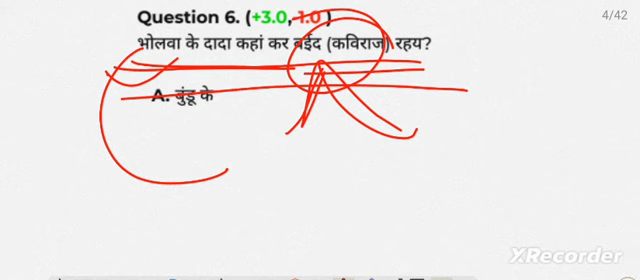 Question 6. (+3.0,-1.0 )
4/42
भोलवा के दादा कहां कर बईद (कविराज) रहय?
A. बुंडू के
XRecorder